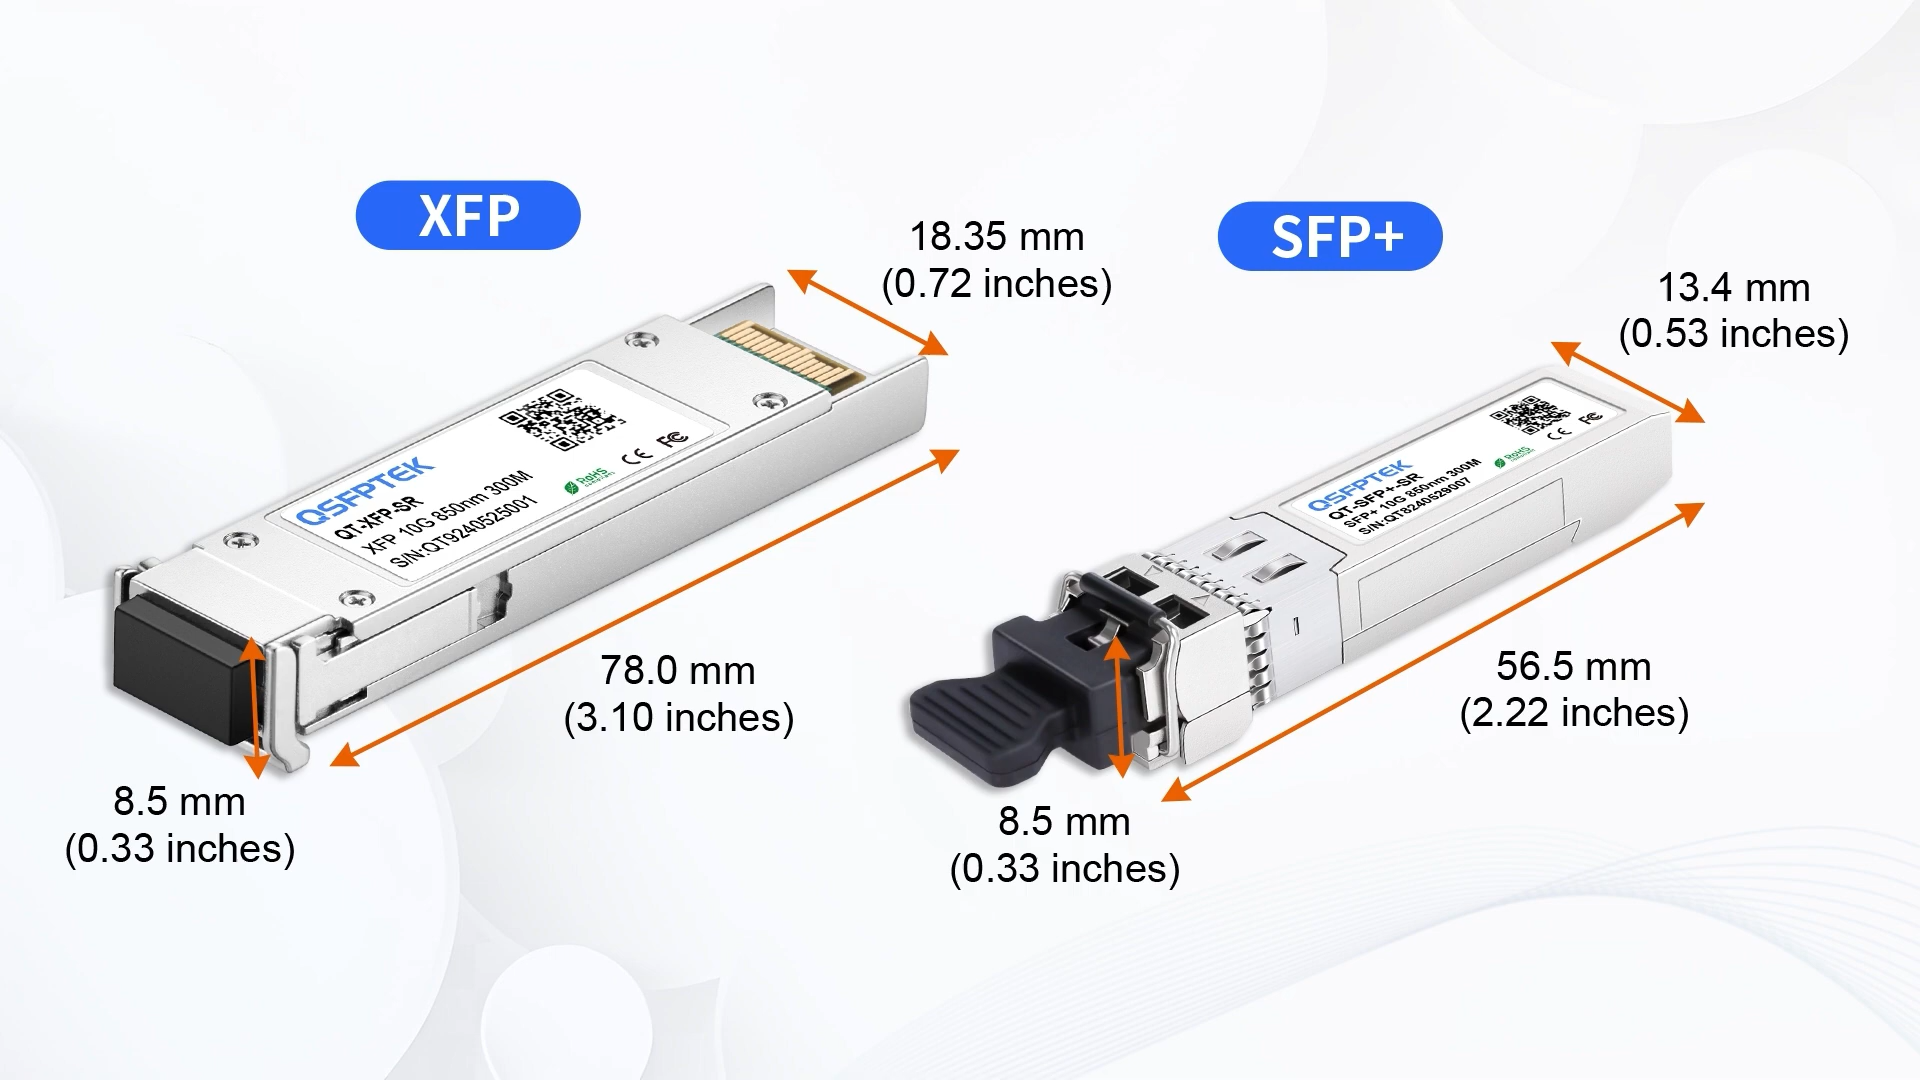 XFP
18.35 mm
(0.72 inches)
QSFPTEK
QT-XFP-SR
XFP 10G 850nm 300M
S/N:QT9240525001
RoHS
CE FC
78.0 mm
(3.10 inches)
8.5 mm
(0.33 inches)
SFP+
13.4 mm
(0.53 inches)
QSFPTEK
QT-SFP+-SR
SFP+ 10G 850nm 300M
S/N:QT8240529007
RoHS
CE FC
56.5 mm
(2.22 inches)
8.5 mm
(0.33 inches)